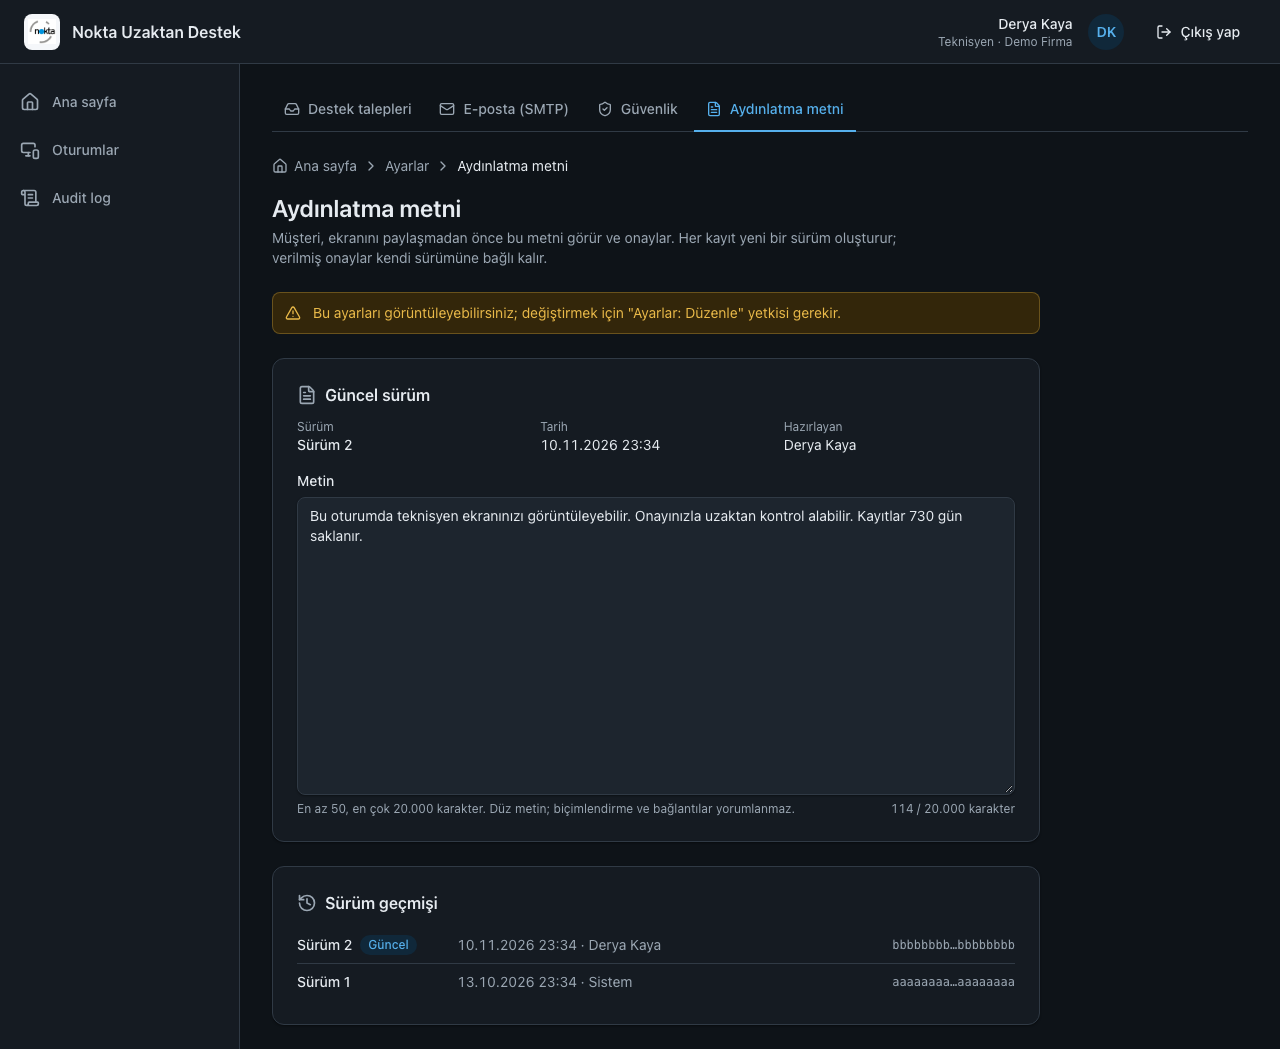 nokta
Nokta Uzaktan Destek
Derya Kaya
Teknisyen · Demo Firma
DK
Çıkış yap
Ana sayfa
Oturumlar
Audit log
Destek talepleri
E-posta (SMTP)
Güvenlik
Aydınlatma metni
Ana sayfa > Ayarlar > Aydınlatma metni
Aydınlatma metni
Müşteri, ekranını paylaşmadan önce bu metni görür ve onaylar. Her kayıt yeni bir sürüm oluşturur;
verilmiş onaylar kendi sürümüne bağlı kalır.
Bu ayarları görüntüleyebilirsiniz; değiştirmek için "Ayarlar: Düzenle" yetkisi gerekir.
Güncel sürüm
Sürüm
Sürüm 2
Tarih
10.11.2026 23:34
Hazırlayan
Derya Kaya
Metin
Bu oturumda teknisyen ekranınızı görüntüleyebilir. Onayınızla uzaktan kontrol alabilir. Kayıtlar 730 gün
saklanır.
En az 50, en çok 20.000 karakter. Düz metin; biçimlendirme ve bağlantılar yorumlanmaz.
114 / 20.000 karakter
Sürüm geçmişi
Sürüm 2 Güncel 10.11.2026 23:34 · Derya Kaya bbbbbbbb…bbbbbbbb
Sürüm 1 13.10.2026 23:34 · Sistem aaaaaaaa…aaaaaaaa